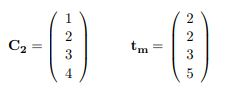 C₂ = ( 1 2 3 4 ) tₘ = ( 2 2 3 5 )